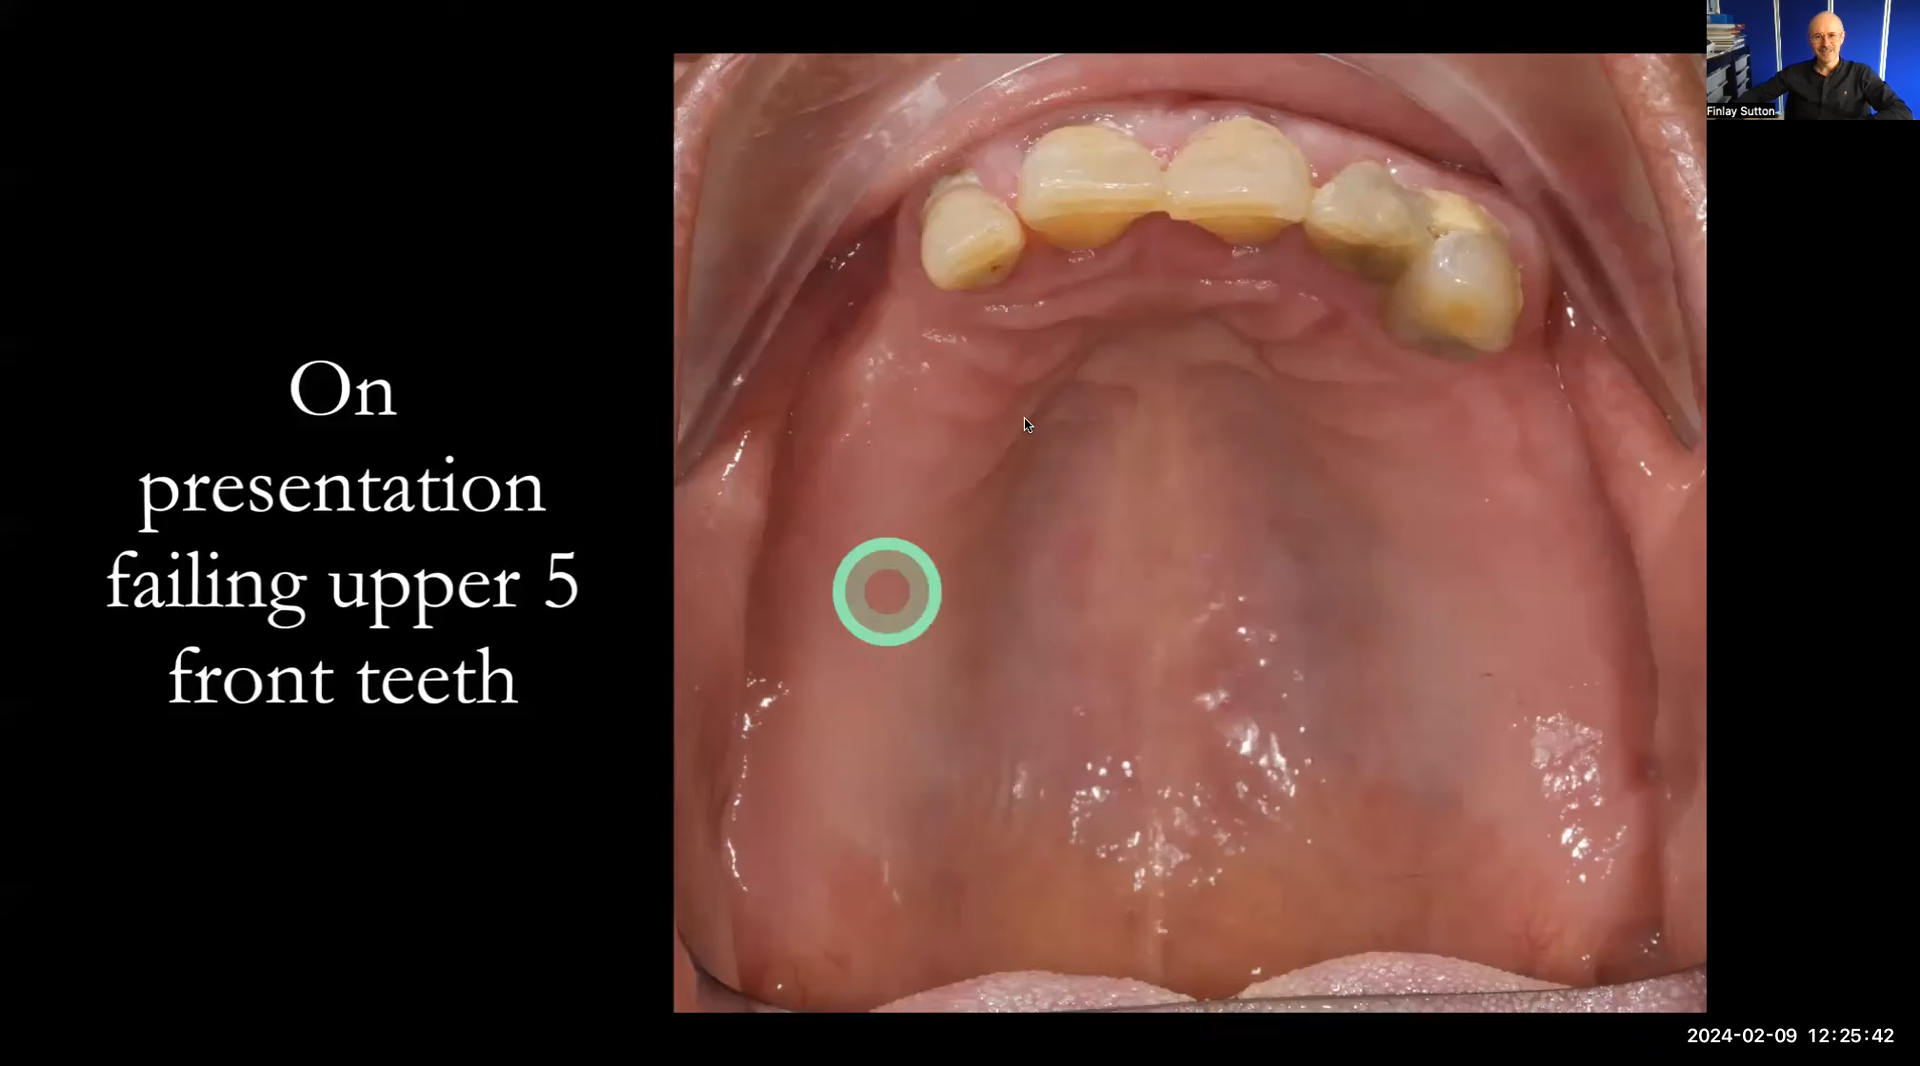 Finlay Sutton
On
presentation
failing upper 5
front teeth
2024-02-09 12:25:42